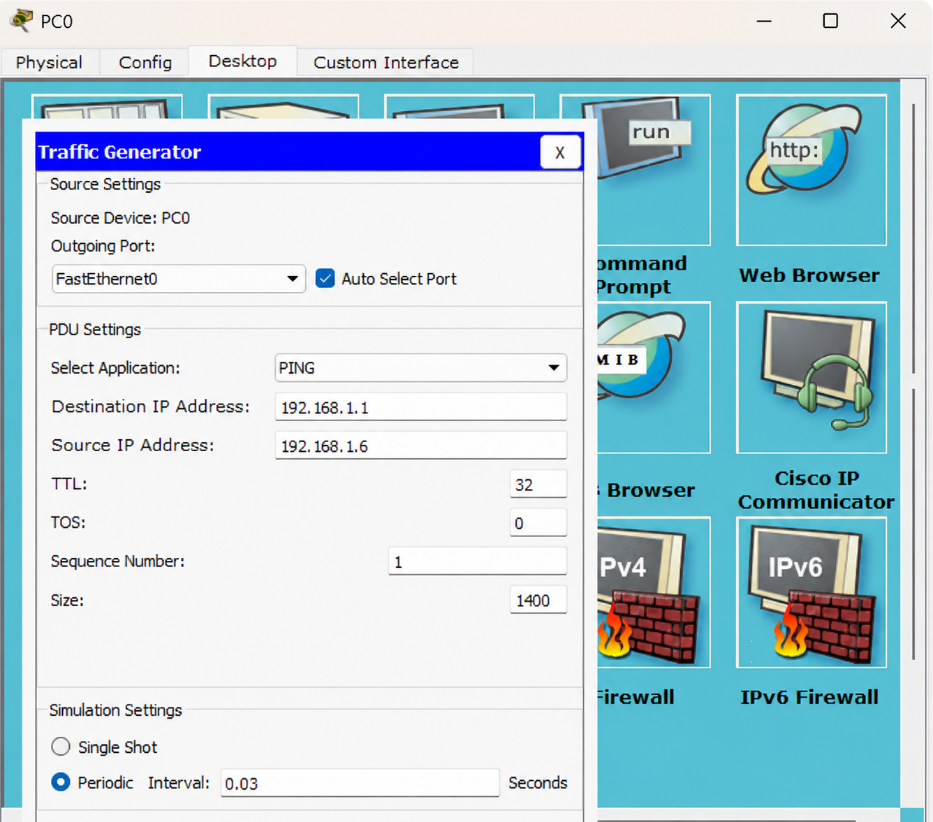 PC0
Physical Config Desktop Custom Interface
run
http:
Traffic Generator X
Source Settings
Source Device: PC0
Outgoing Port:
FastEthernet0 Auto Select Port
ommand
Prompt
Web Browser
PDU Settings
Select Application: PING
MIB
Destination IP Address: 192.168.1.1
Source IP Address: 192.168.1.6
TTL: 32
s Browser
Cisco IP
Communicator
TOS: 0
Sequence Number: 1
Pv4
IPv6
Size: 1400
Firewall
IPv6 Firewall
Simulation Settings
Single Shot
Periodic Interval: 0.03 Seconds